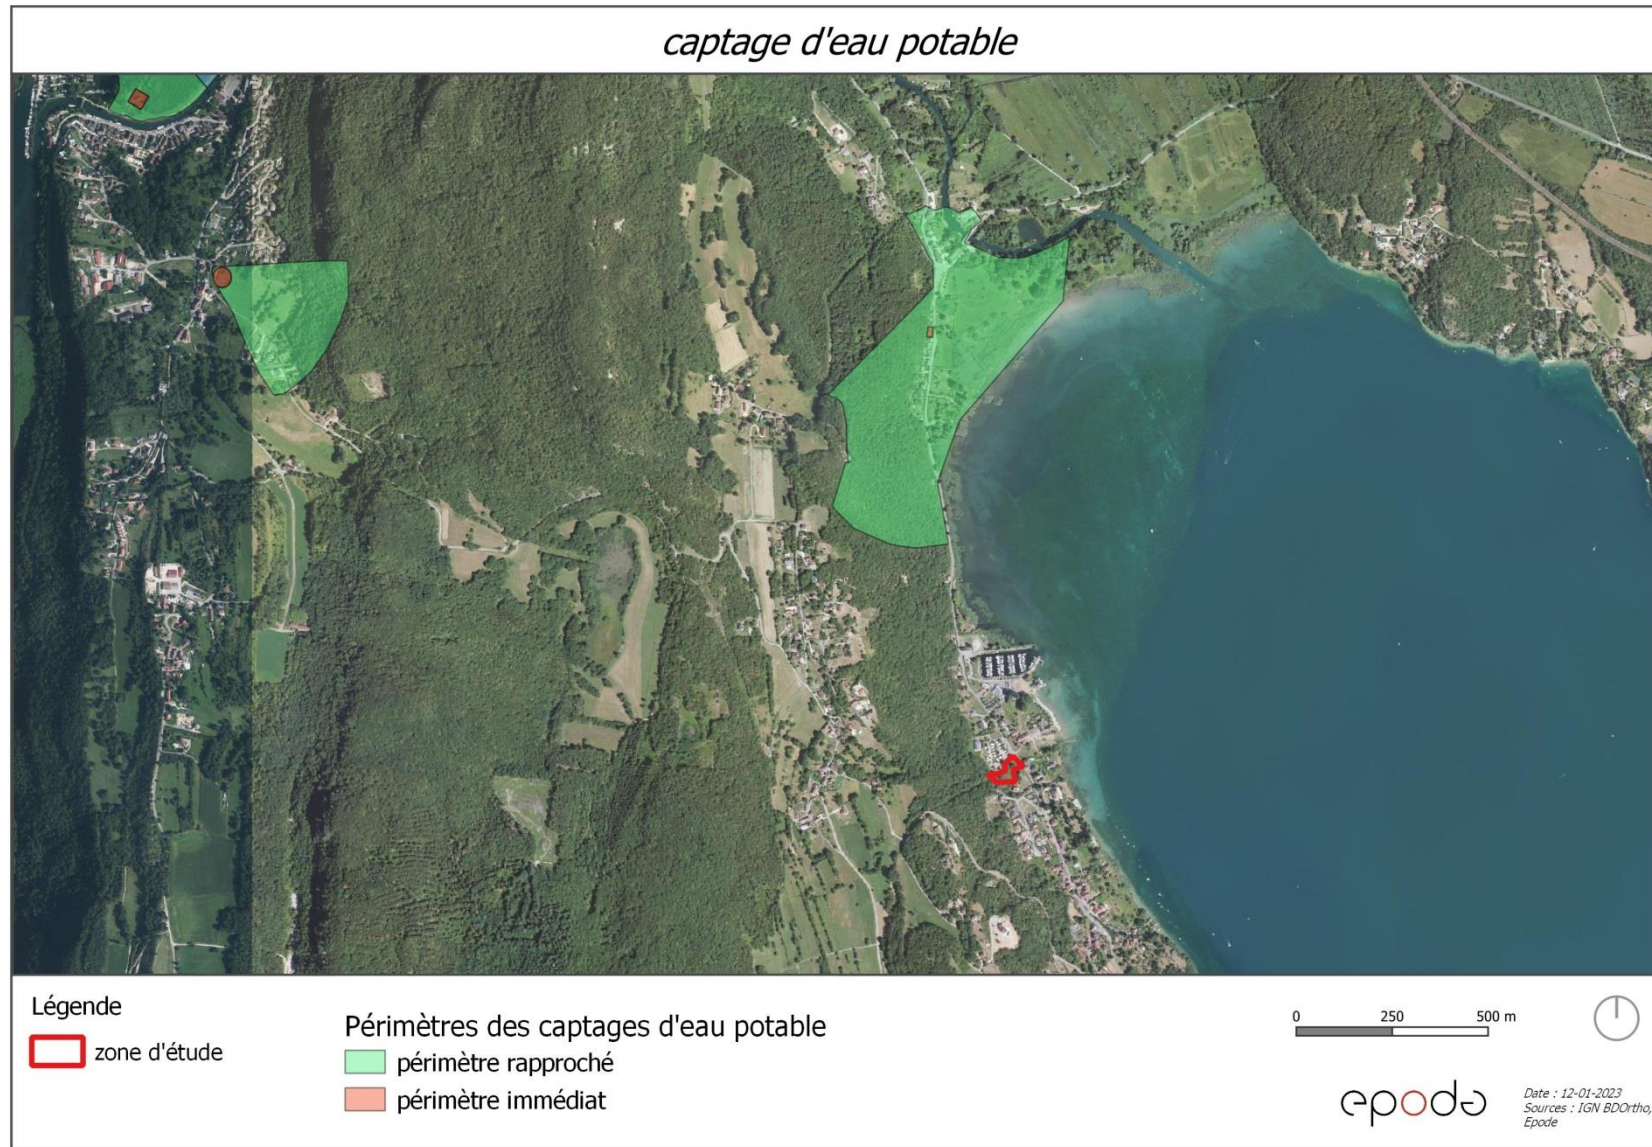 captage d'eau potable
Légende
zone d'étude
Périmètres des captages d'eau potable
périmètre rapproché
périmètre immédiat
0 250 500 m
epode
Date : 12-01-2023
Sources : IGN BDOrtho,
Epode